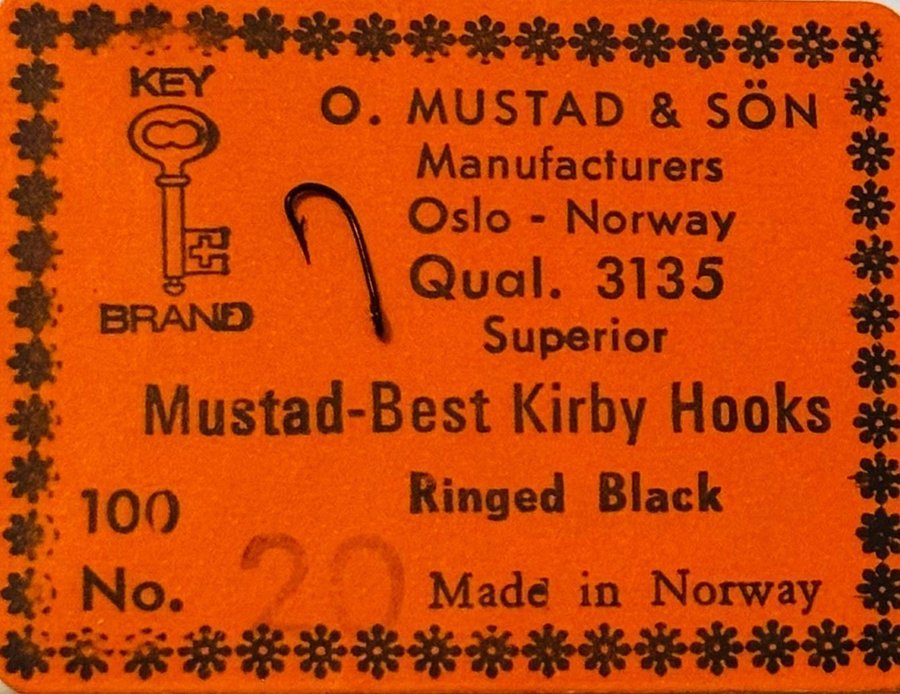 KEY
BRAND
O. MUSTAD & SÖN
Manufacturers
Oslo - Norway
Qual. 3135
Superior
Mustad-Best Kirby Hooks
Ringed Black
100
No. 20
Made in Norway